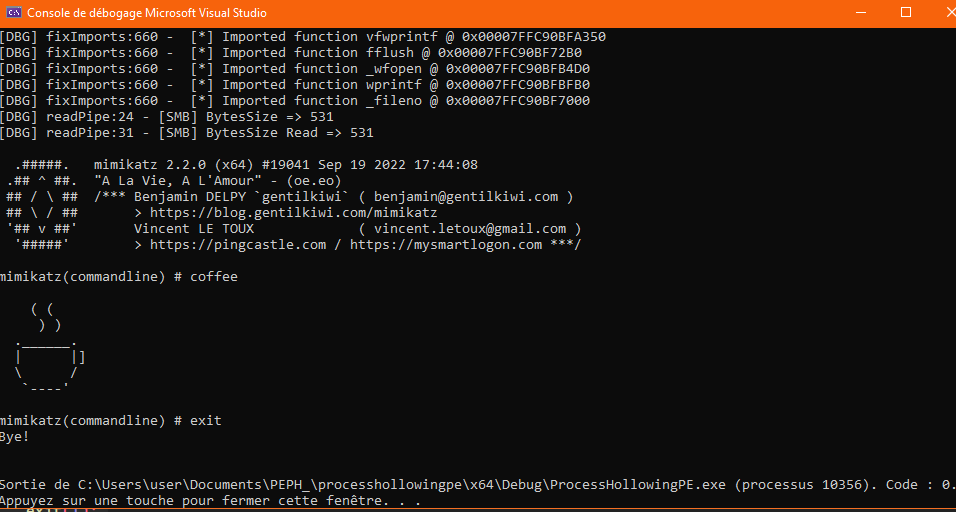 Console de débogage Microsoft Visual Studio
[DBG] fixImports:660 -  [*] Imported function vfwprintf @ 0x00007FFC90BFA350
[DBG] fixImports:660 -  [*] Imported function fflush @ 0x00007FFC90BF72B0
[DBG] fixImports:660 -  [*] Imported function _wfopen @ 0x00007FFC90BFB4D0
[DBG] fixImports:660 -  [*] Imported function wprintf @ 0x00007FFC90BFBFB0
[DBG] fixImports:660 -  [*] Imported function _fileno @ 0x00007FFC90BF7000
[DBG] readPipe:24 - [SMB] BytesSize => 531
[DBG] readPipe:31 - [SMB] BytesSize Read => 531
  .#####.   mimikatz 2.2.0 (x64) #19041 Sep 19 2022 17:44:08
 .## ^ ##.  "A La Vie, A L'Amour" - (oe.eo)
 ## / \ ##  /*** Benjamin DELPY `gentilkiwi` ( benjamin@gentilkiwi.com )
 ## \ / ##       > https://blog.gentilkiwi.com/mimikatz
 '## v ##'       Vincent LE TOUX             ( vincent.letoux@gmail.com )
  '#####'        > https://pingcastle.com / https://mysmartlogon.com ***/
mimikatz(commandline) # coffee
    ( (
     ) )
  .______.
  |      |]
  \      /
   `----'
mimikatz(commandline) # exit
Bye!
Sortie de C:\Users\user\Documents\PEPH_\processhollowingpe\x64\Debug\ProcessHollowingPE.exe (processus 10356). Code : 0.
Appuyez sur une touche pour fermer cette fenêtre. . .